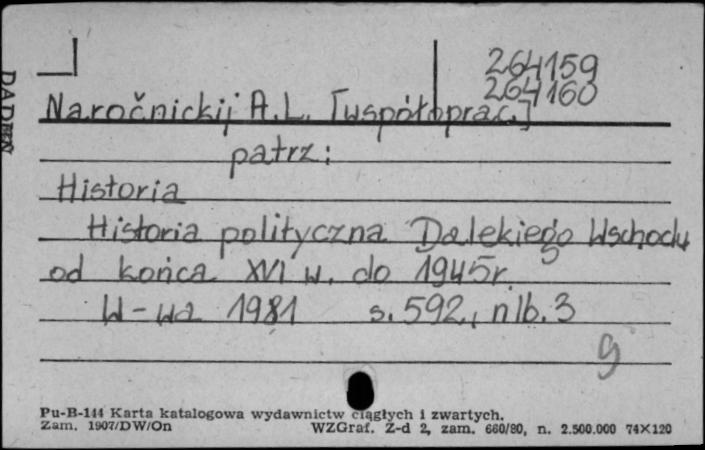 264159
264160
Naročnickij A.L. [współoprac.]
patrz:
Historia
Historia polityczna Dalekiego Wschodu
od końca XVI w. do 1945r.
W-wa 1981 s. 592, nlb. 3
g
Pu-B-144 Karta katalogowa wydawnictw ciągłych i zwartych.
Zam. 1907/DW/On WZGraf. Z-d 2, zam. 660/80, n. 2.500.000 74X120